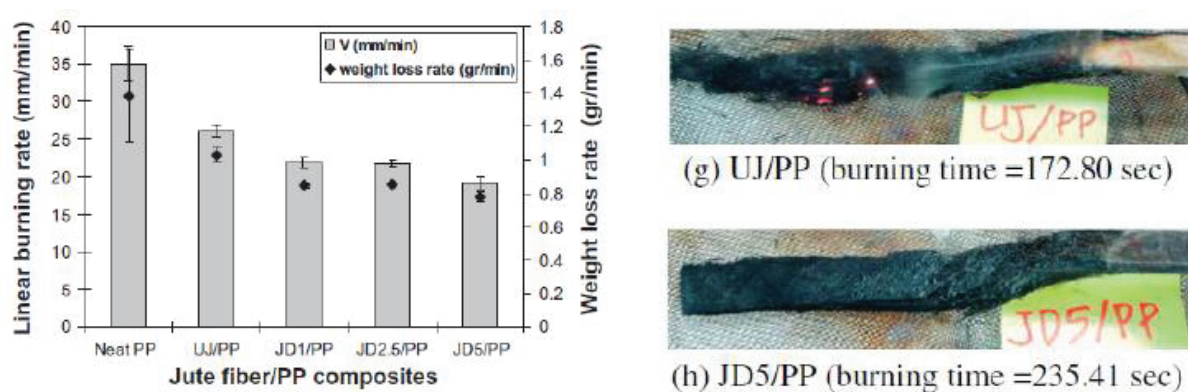 Linear burning rate (mm/min)
40
35
30
25
20
15
10
5
0
V (mm/min)
weight loss rate (gr/min)
1.8
1.6
1.4
1.2
1
0.8
0.6
0.4
0.2
0
Weight loss rate (gr/min)
Neat PP UJ/PP JD1/PP JD2.5/PP JD5/PP
Jute fiber/PP composites
UJ/PP
(g) UJ/PP (burning time =172.80 sec)
JD5/PP
(h) JD5/PP (burning time =235.41 sec)